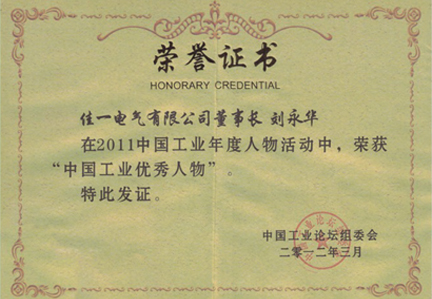 荣誉证书
HONORARY CREDENTIAL
佳一电气有限公司董事长 刘永华
在2011中国工业年度人物活动中，荣获
“中国工业优秀人物”。
特此发证。
中国工业论坛组委会
二零一二年三月